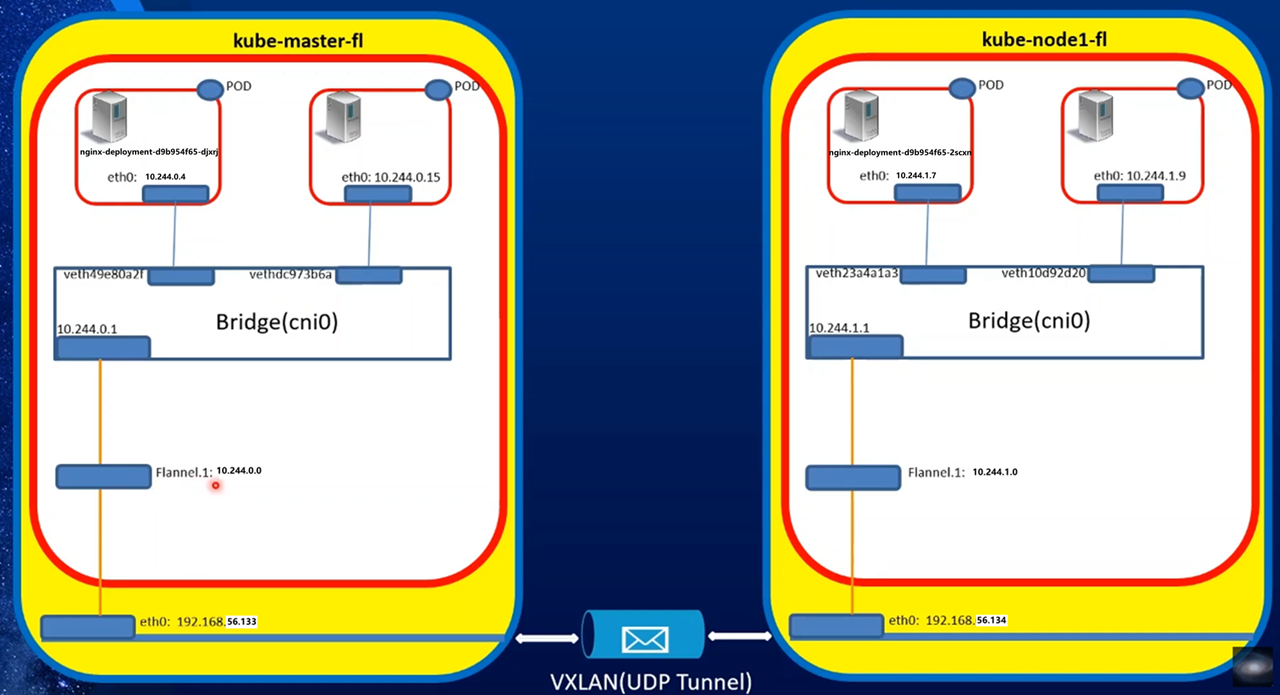 kube-master-fl
POD
POD
nginx-deployment-d9b954f65-djxrj
eth0: 10.244.0.4
eth0: 10.244.0.15
veth49e80a2f
vethdc973b6a
Bridge(cni0)
10.244.0.1
Flannel.1: 10.244.0.0
eth0: 192.168.56.133
kube-node1-fl
POD
POD
nginx-deployment-d9b954f65-2scxn
eth0: 10.244.1.7
eth0: 10.244.1.9
veth23a4a1a3
veth10d92d20
Bridge(cni0)
10.244.1.1
Flannel.1: 10.244.1.0
eth0: 192.168.56.134
VXLAN(UDP Tunnel)